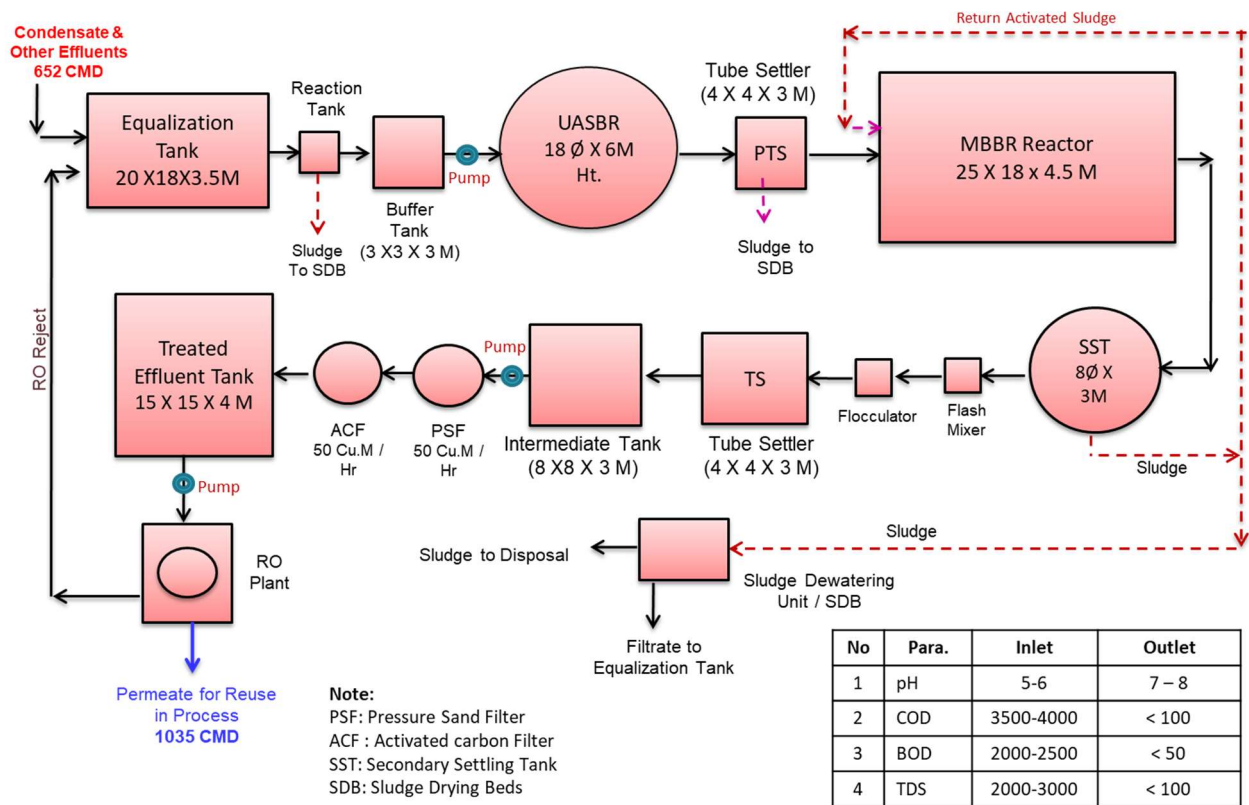 Condensate &
Other Effluents
652 CMD
Equalization
Tank
20 X18X3.5M
Reaction
Tank
Sludge
To SDB
Buffer
Tank
(3 X3 X 3 M)
Pump
UASBR
18 Ø X 6M
Ht.
Tube Settler
(4 X 4 X 3 M)
PTS
Sludge to
SDB
Return Activated Sludge
MBBR Reactor
25 X 18 x 4.5 M
RO Reject
Treated
Effluent Tank
15 X 15 X 4 M
ACF
50 Cu.M /
Hr
PSF
50 Cu.M /
Hr
Pump
Intermediate Tank
(8 X8 X 3 M)
TS
Tube Settler
(4 X 4 X 3 M)
Flocculator
Flash
Mixer
SST
8Ø X
3M
Sludge
Pump
RO
Plant
Permeate for Reuse
in Process
1035 CMD
Sludge to Disposal
Sludge
Sludge Dewatering
Unit / SDB
Filtrate to
Equalization Tank
Note:
PSF: Pressure Sand Filter
ACF : Activated carbon Filter
SST: Secondary Settling Tank
SDB: Sludge Drying Beds
No Para. Inlet Outlet
1 pH 5-6 7 – 8
2 COD 3500-4000 < 100
3 BOD 2000-2500 < 50
4 TDS 2000-3000 < 100